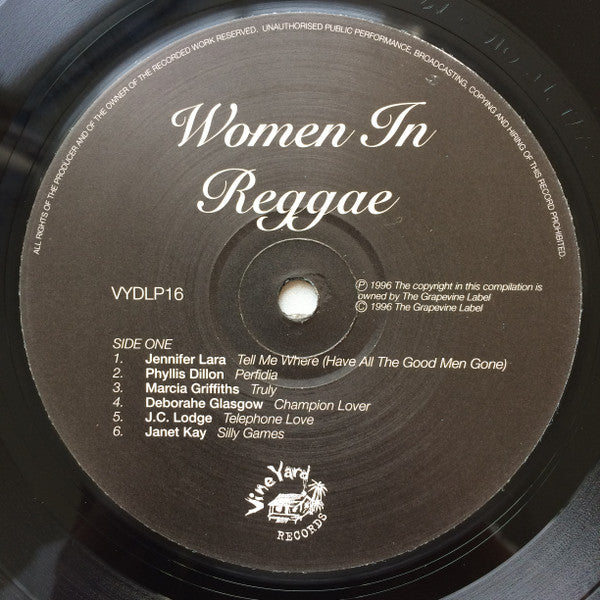 ALL RIGHTS OF THE PRODUCER AND OF THE OWNER OF THE RECORDED WORK RESERVED. UNAUTHORISED PUBLIC PERFORMANCE, BROADCASTING, COPYING AND HIRING OF THIS RECORD PROHIBITED.
Women In
Reggae
VYDLP16
℗ 1996 The copyright in this compilation is
owned by The Grapevine Label
© 1996 The Grapevine Label
SIDE ONE
1. Jennifer Lara Tell Me Where (Have All The Good Men Gone)
2. Phyllis Dillon Perfidia
3. Marcia Griffiths Truly
4. Deborahe Glasgow Champion Lover
5. J.C. Lodge Telephone Love
6. Janet Kay Silly Games
VineYard
RECORDS